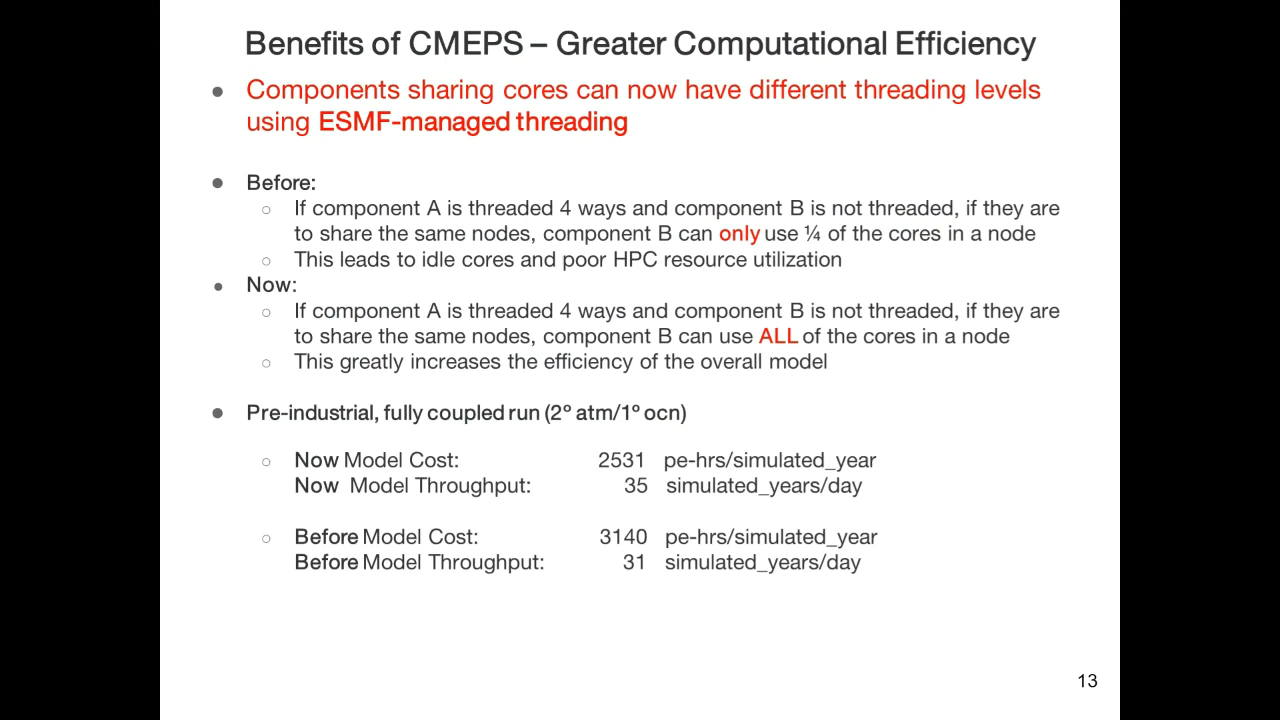 Benefits of CMEPS – Greater Computational Efficiency
● Components sharing cores can now have different threading levels
using ESMF-managed threading
● Before:
○ If component A is threaded 4 ways and component B is not threaded, if they are
to share the same nodes, component B can only use ¼ of the cores in a node
○ This leads to idle cores and poor HPC resource utilization
● Now:
○ If component A is threaded 4 ways and component B is not threaded, if they are
to share the same nodes, component B can use ALL of the cores in a node
○ This greatly increases the efficiency of the overall model
● Pre-industrial, fully coupled run (2º atm/1º ocn)
○ Now Model Cost: 2531 pe-hrs/simulated_year
Now Model Throughput: 35 simulated_years/day
○ Before Model Cost: 3140 pe-hrs/simulated_year
Before Model Throughput: 31 simulated_years/day
13